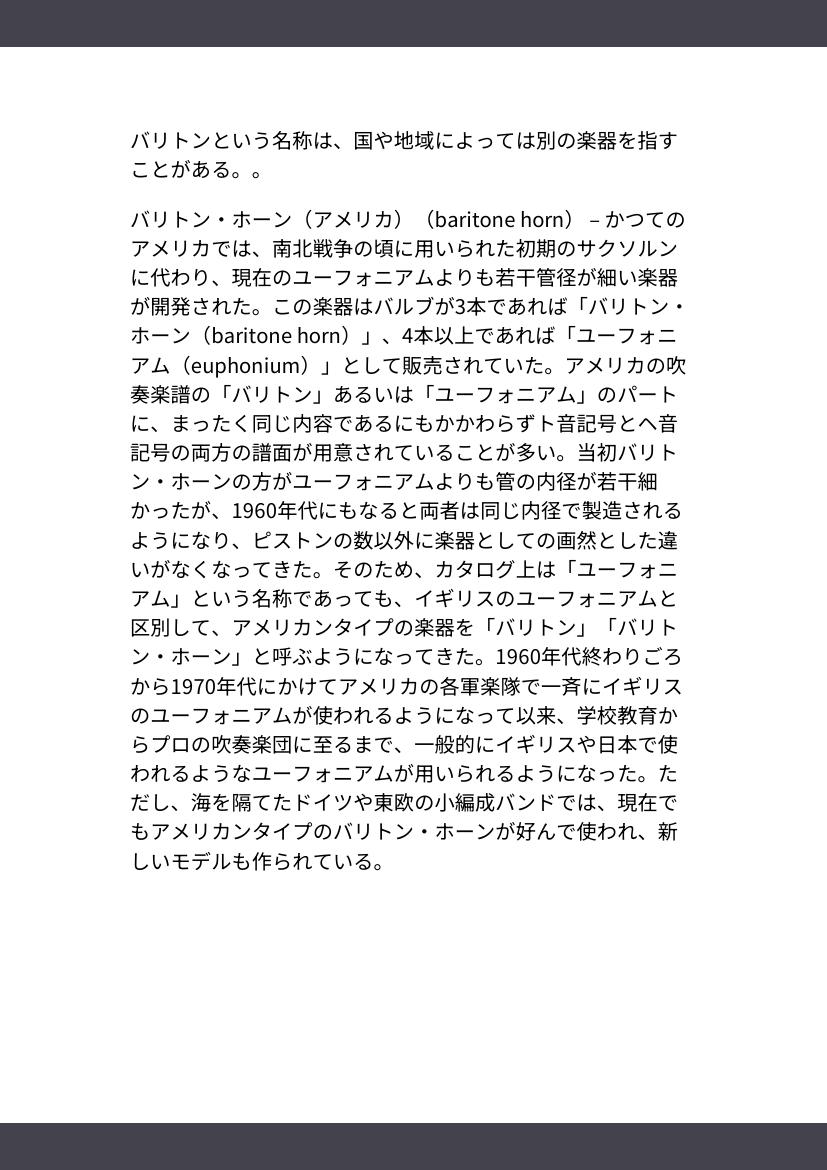 バリトンという名称は、国や地域によっては別の楽器を指す
ことがある。。
バリトン・ホーン（アメリカ）（baritone horn） – かつての
アメリカでは、南北戦争の頃に用いられた初期のサクソルン
に代わり、現在のユーフォニアムよりも若干管径が細い楽器
が開発された。この楽器はバルブが3本であれば「バリトン・
ホーン（baritone horn）」、4本以上であれば「ユーフォニ
アム（euphonium）」として販売されていた。アメリカの吹
奏楽譜の「バリトン」あるいは「ユーフォニアム」のパート
に、まったく同じ内容であるにもかかわらずト音記号とヘ音
記号の両方の譜面が用意されていることが多い。当初バリト
ン・ホーンの方がユーフォニアムよりも管の内径が若干細
かったが、1960年代にもなると両者は同じ内径で製造される
ようになり、ピストンの数以外に楽器としての画然とした違
いがなくなってきた。そのため、カタログ上は「ユーフォニ
アム」という名称であっても、イギリスのユーフォニアムと
区別して、アメリカンタイプの楽器を「バリトン」「バリト
ン・ホーン」と呼ぶようになってきた。1960年代終わりごろ
から1970年代にかけてアメリカの各軍楽隊で一斉にイギリス
のユーフォニアムが使われるようになって以来、学校教育か
らプロの吹奏楽団に至るまで、一般的にイギリスや日本で使
われるようなユーフォニアムが用いられるようになった。た
だし、海を隔てたドイツや東欧の小編成バンドでは、現在で
もアメリカンタイプのバリトン・ホーンが好んで使われ、新
しいモデルも作られている。